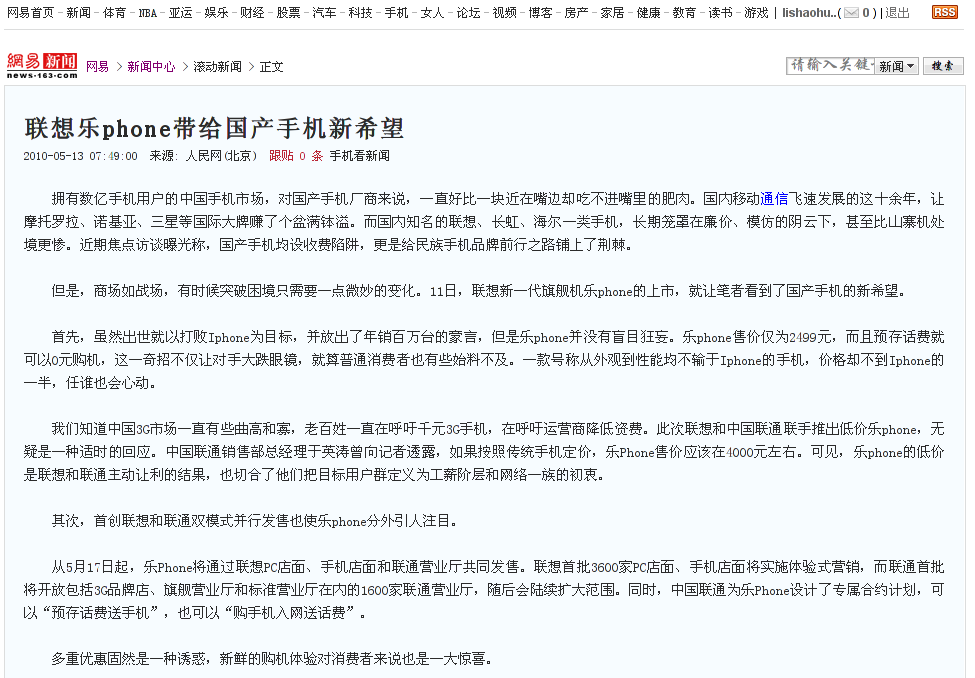 网易首页 - 新闻 - 体育 - NBA - 亚运 - 娱乐 - 财经 - 股票 - 汽车 - 科技 - 手机 - 女人 - 论坛 - 视频 - 博客 - 房产 - 家居 - 健康 - 教育 - 读书 - 游戏 | lishaohu..( 0 ) | 退出 RSS
網易 新闻
news·163·com
网易 > 新闻中心 > 滚动新闻 > 正文 请输入关键 新闻 搜索
联想乐phone带给国产手机新希望
2010-05-13 07:49:00 来源: 人民网(北京) 跟贴 0 条 手机看新闻
拥有数亿手机用户的中国手机市场，对国产手机厂商来说，一直好比一块近在嘴边却吃不进嘴里的肥肉。国内移动通信飞速发展的这十余年，让
摩托罗拉、诺基亚、三星等国际大牌赚了个盆满钵溢。而国内知名的联想、长虹、海尔一类手机，长期笼罩在廉价、模仿的阴云下，甚至比山寨机处
境更惨。近期焦点访谈曝光称，国产手机均设收费陷阱，更是给民族手机品牌前行之路铺上了荆棘。
但是，商场如战场，有时候突破困境只需要一点微妙的变化。11日，联想新一代旗舰机乐phone的上市，就让笔者看到了国产手机的新希望。
首先，虽然出世就以打败Iphone为目标，并放出了年销百万台的豪言，但是乐phone并没有盲目狂妄。乐phone售价仅为2499元，而且预存话费就
可以0元购机，这一奇招不仅让对手大跌眼镜，就算普通消费者也有些始料不及。一款号称从外观到性能均不输于Iphone的手机，价格却不到Iphone的
一半，任谁也会心动。
我们知道中国3G市场一直有些曲高和寡，老百姓一直在呼吁千元3G手机，在呼吁运营商降低资费。此次联想和中国联通联手推出低价乐phone，无
疑是一种适时的回应。中国联通销售部总经理于英涛曾向记者透露，如果按照传统手机定价，乐Phone售价应该在4000元左右。可见，乐phone的低价
是联想和联通主动让利的结果，也切合了他们把目标用户群定义为工薪阶层和网络一族的初衷。
其次，首创联想和联通双模式并行发售也使乐phone分外引人注目。
从5月17日起，乐Phone将通过联想PC店面、手机店面和联通营业厅共同发售。联想首批3600家PC店面、手机店面将实施体验式营销，而联通首批
将开放包括3G品牌店、旗舰营业厅和标准营业厅在内的1600家联通营业厅，随后会陆续扩大范围。同时，中国联通为乐Phone设计了专属合约计划，可
以“预存话费送手机”，也可以“购手机入网送话费”。
多重优惠固然是一种诱惑，新鲜的购机体验对消费者来说也是一大惊喜。